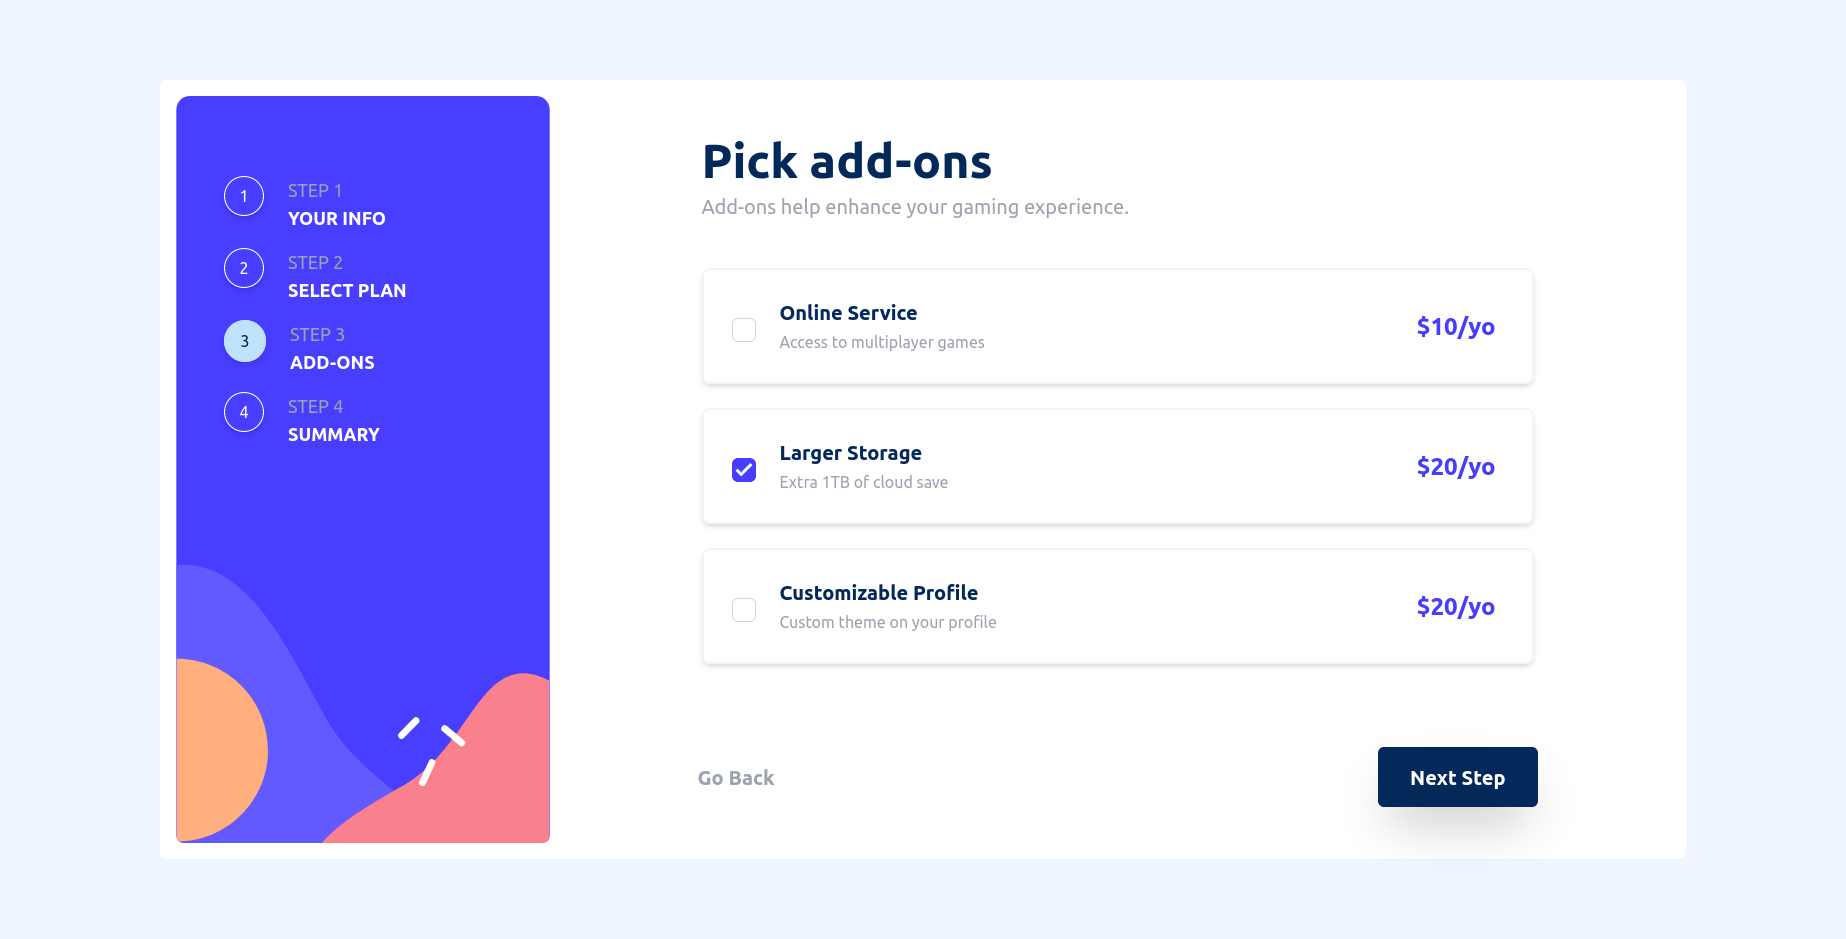 1
STEP 1
YOUR INFO
2
STEP 2
SELECT PLAN
3
STEP 3
ADD-ONS
4
STEP 4
SUMMARY
Pick add-ons
Add-ons help enhance your gaming experience.
Online Service
Access to multiplayer games
$10/yo
Larger Storage
Extra 1TB of cloud save
$20/yo
Customizable Profile
Custom theme on your profile
$20/yo
Go Back
Next Step